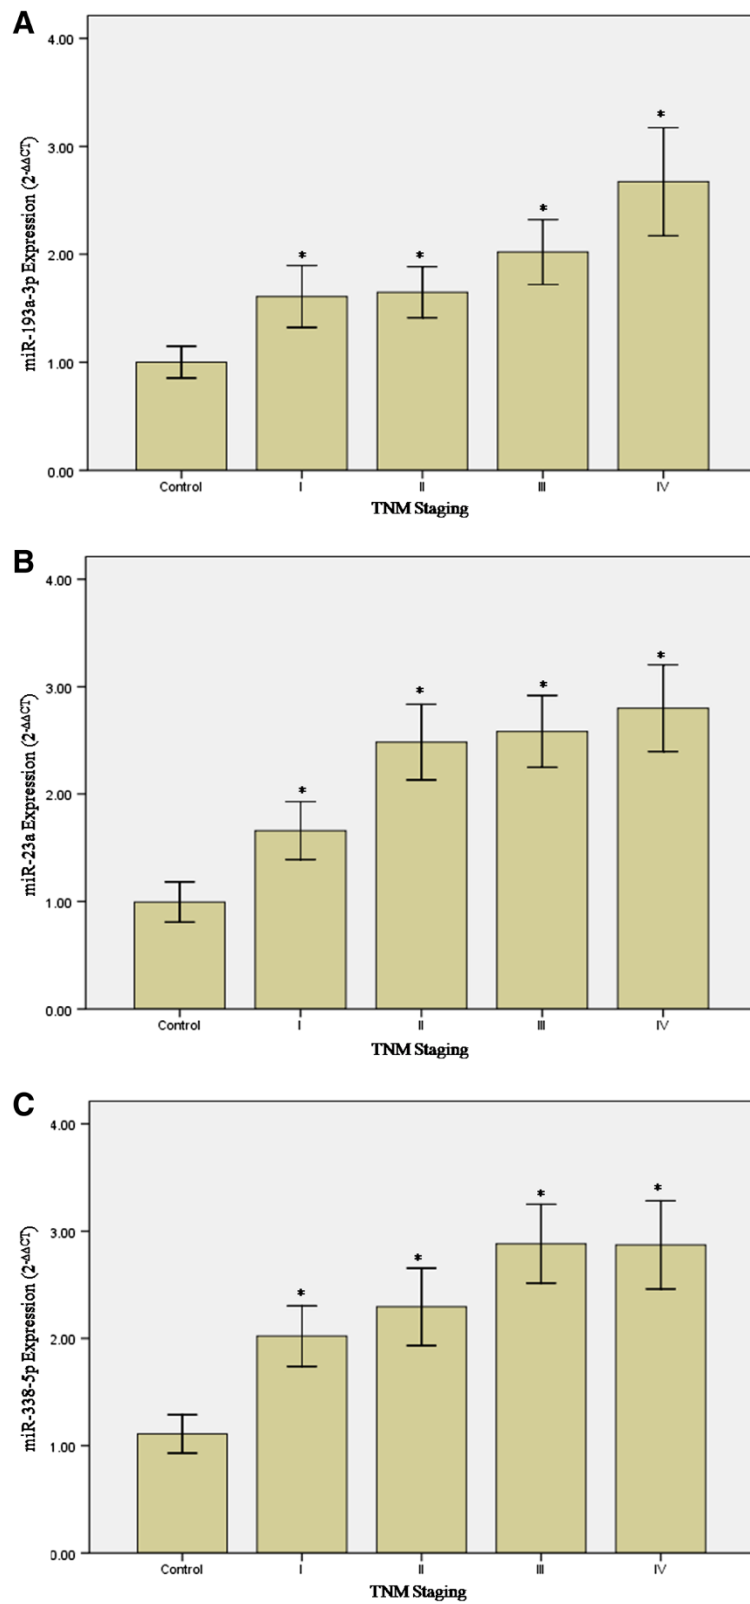 A
miR-193a-3p Expression (2-ΔΔCT)
4.00
*
3.00
*
* *
2.00
1.00
0.00
Control I II III IV
TNM Staging
B
miR-23a Expression (2-ΔΔCT)
4.00
*
* *
3.00
*
2.00
1.00
0.00
Control I II III IV
TNM Staging
C
miR-338-5p Expression (2-ΔΔCT)
4.00
* *
3.00
*
*
2.00
1.00
0.00
Control I II III IV
TNM Staging